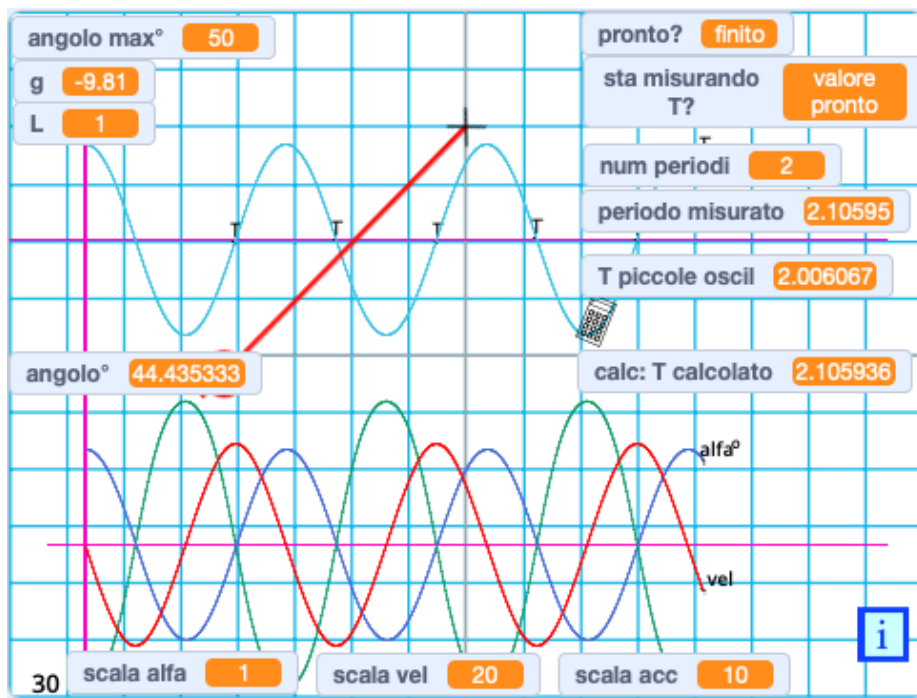 angolo max° 50
g -9.81
L 1
pronto? finito
sta misurando
T?
valore
pronto
T
num periodi 2
periodo misurato 2.10595
T T T T
T piccole oscil 2.006067
angolo° 44.435333
calc: T calcolato 2.105936
alfaº
vel
i
30
scala alfa 1
scala vel 20
scala acc 10